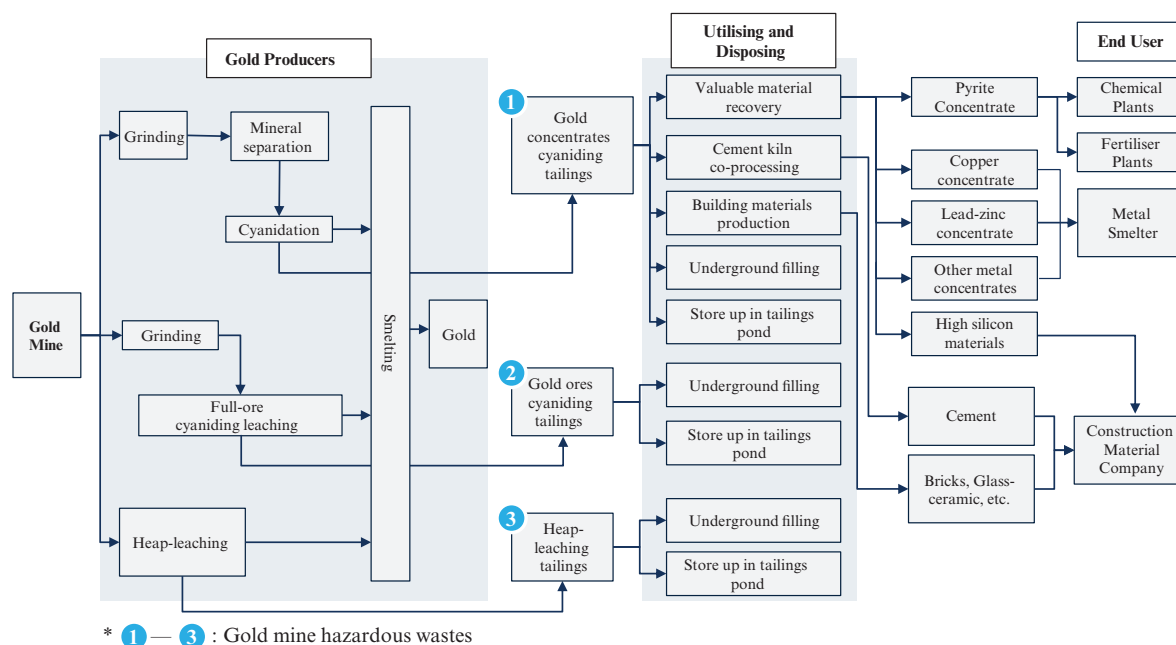 Gold Producers
Utilising and
Disposing
End User
Gold
Mine
Grinding
Mineral
separation
Cyanidation
Grinding
Full-ore
cyaniding leaching
Heap-leaching
Smelting
Gold
1
Gold
concentrates
cyaniding
tailings
2
Gold ores
cyaniding
tailings
3
Heap-
leaching
tailings
Valuable material
recovery
Cement kiln
co-processing
Building materials
production
Underground filling
Store up in tailings
pond
Underground filling
Store up in tailings
pond
Underground filling
Store up in tailings
pond
Pyrite
Concentrate
Copper
concentrate
Lead-zinc
concentrate
Other metal
concentrates
High silicon
materials
Cement
Bricks, Glass-
ceramic, etc.
Chemical
Plants
Fertiliser
Plants
Metal
Smelter
Construction
Material
Company
* 1 — 3 : Gold mine hazardous wastes